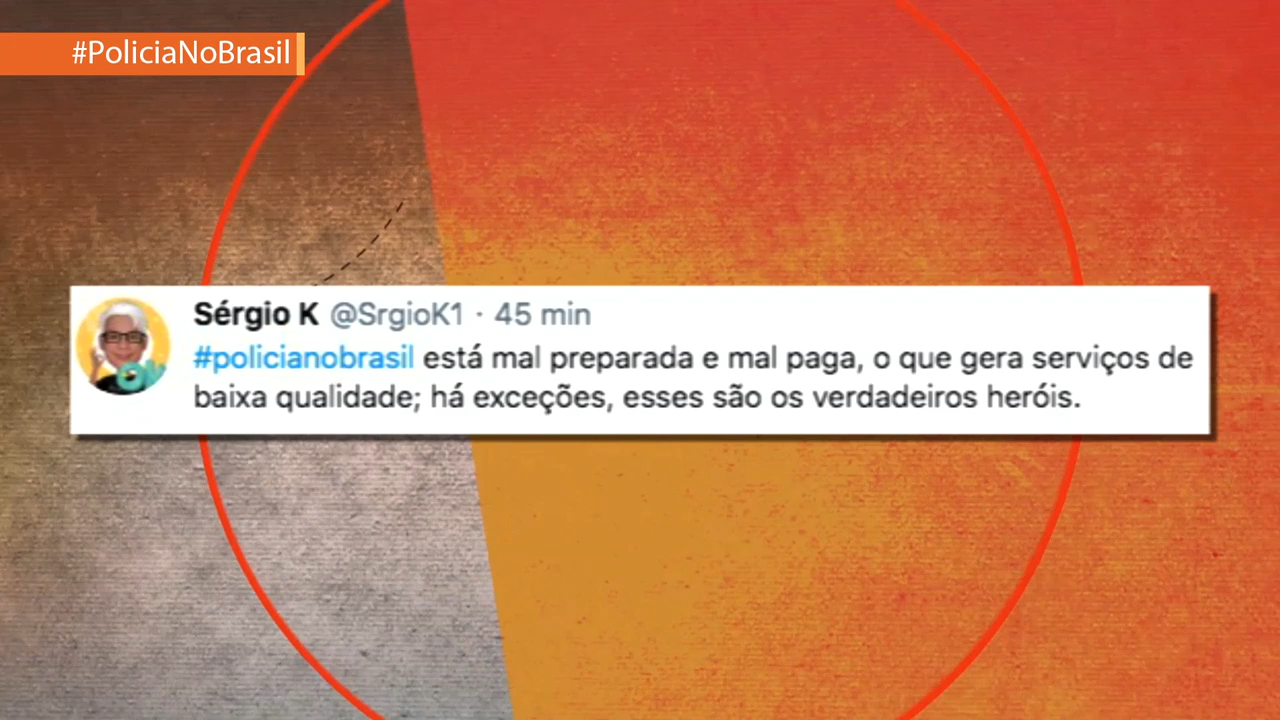 #PoliciaNoBrasil
Sérgio K @SrgioK1 · 45 min
#policianobrasil está mal preparada e mal paga, o que gera serviços de
baixa qualidade; há exceções, esses são os verdadeiros heróis.